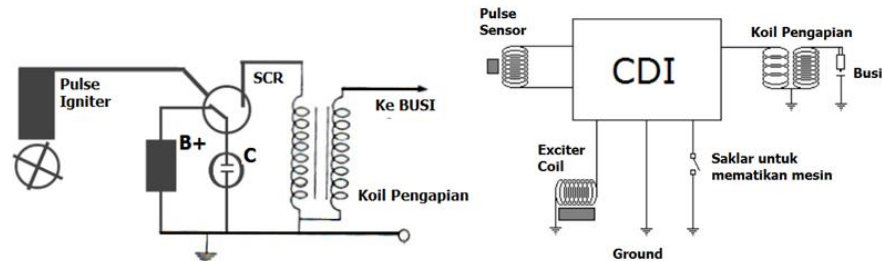 Pulse
Igniter
SCR
B+
C
Ke BUSI
Koil Pengapian
Pulse
Sensor
CDI
Koil Pengapian
Busi
Exciter
Coil
Saklar untuk
mematikan mesin
Ground